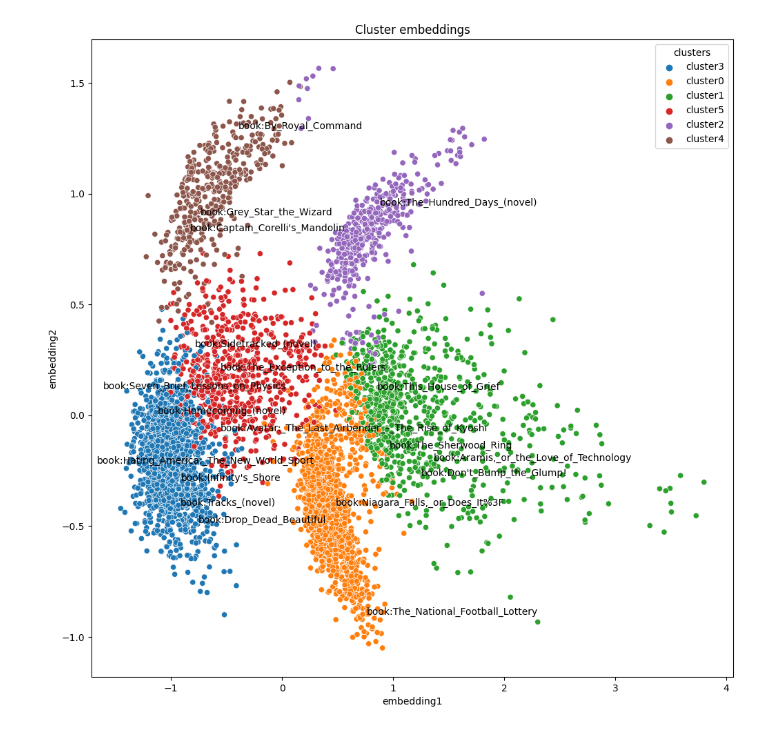 Cluster embeddings
clusters
cluster3
cluster0
cluster1
cluster5
cluster2
cluster4
book:By_Royal_Command
book:The_Hundred_Days_(novel)
book:Grey_Star_the_Wizard
book:Captain_Corelli's_Mandolin
book:Sidetracked_(novel)
book:The_Exception_to_the_Rulers
book:Seven_Brief_Lessons_on_Physics
book:This_House_of_Grief
book:Homecoming_(novel)
book:Avatar:_The_Last_Airbender_-_The_Rise_of_Kyoshi
book:The_Sherwood_Ring
book:Aramis,_or_the_Love_of_Technology
book:Hating_America:_The_New_World_Sport
book:Don't_Bump_the_Glump!
book:Infinity's_Shore
book:Tracks_(novel)
book:Niagara_Falls,_or_Does_It%3F
book:Drop_Dead_Beautiful
book:The_National_Football_Lottery
1.5
1.0
0.5
0.0
−0.5
−1.0
embedding2
−1
0
1
2
3
4
embedding1